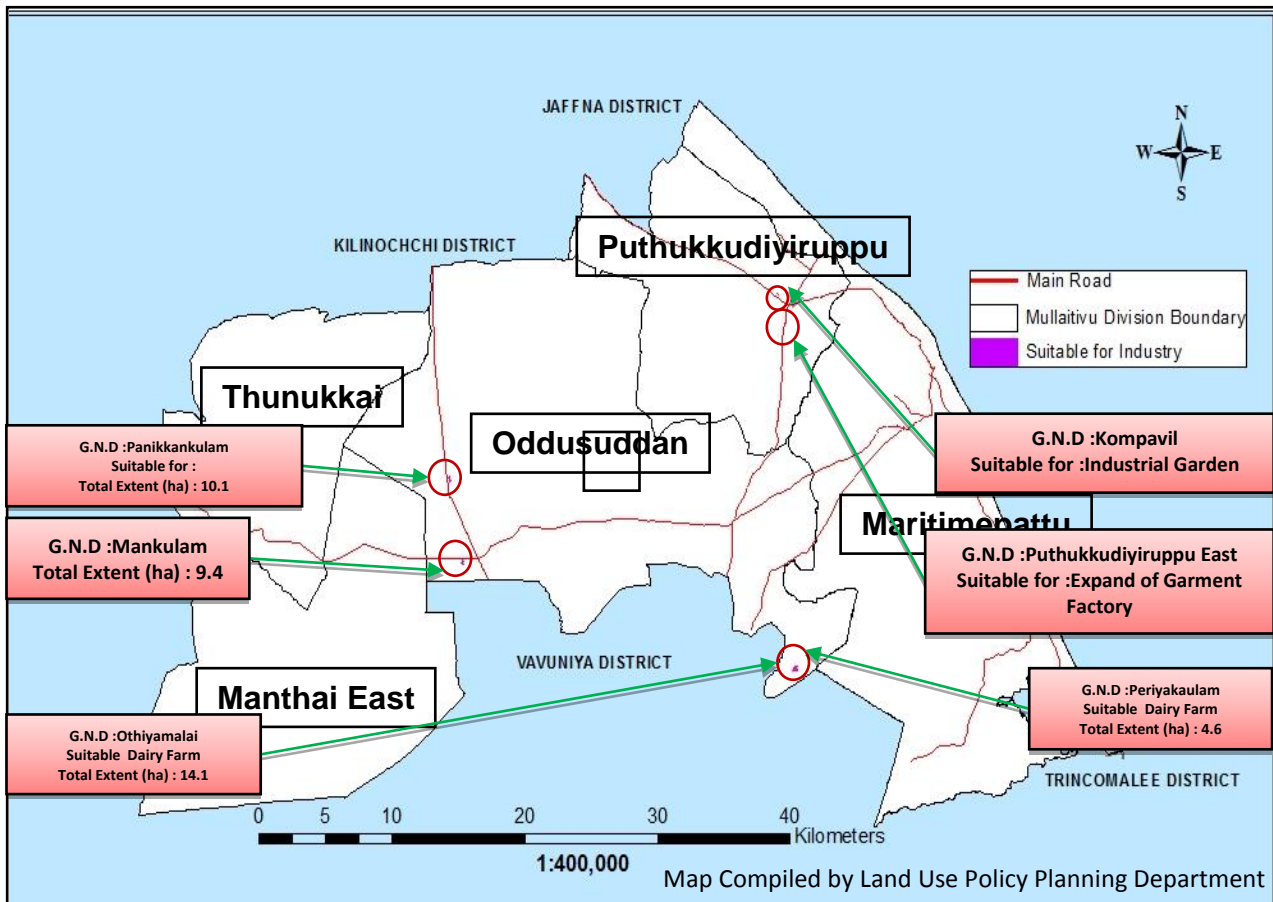 JAFFNA DISTRICT
N
W E
S
KILINOCHCHI DISTRICT
Puthukkudiyiruppu
Main Road
Mullaitivu Division Boundary
Suitable for Industry
Thunukkai
Oddusuddan
G.N.D :Panikkankulam
Suitable for :
Total Extent (ha) : 10.1
G.N.D :Kompavil
Suitable for :Industrial Garden
Maritimepattu
G.N.D :Mankulam
Total Extent (ha) : 9.4
G.N.D :Puthukkudiyiruppu East
Suitable for :Expand of Garment
Factory
VAVUNIYA DISTRICT
Manthai East
G.N.D :Periyakaulam
Suitable Dairy Farm
Total Extent (ha) : 4.6
G.N.D :Othiyamalai
Suitable Dairy Farm
Total Extent (ha) : 14.1
TRINCOMALEE DISTRICT
0 5 10 20 30 40
Kilometers
1:400,000
Map Compiled by Land Use Policy Planning Department